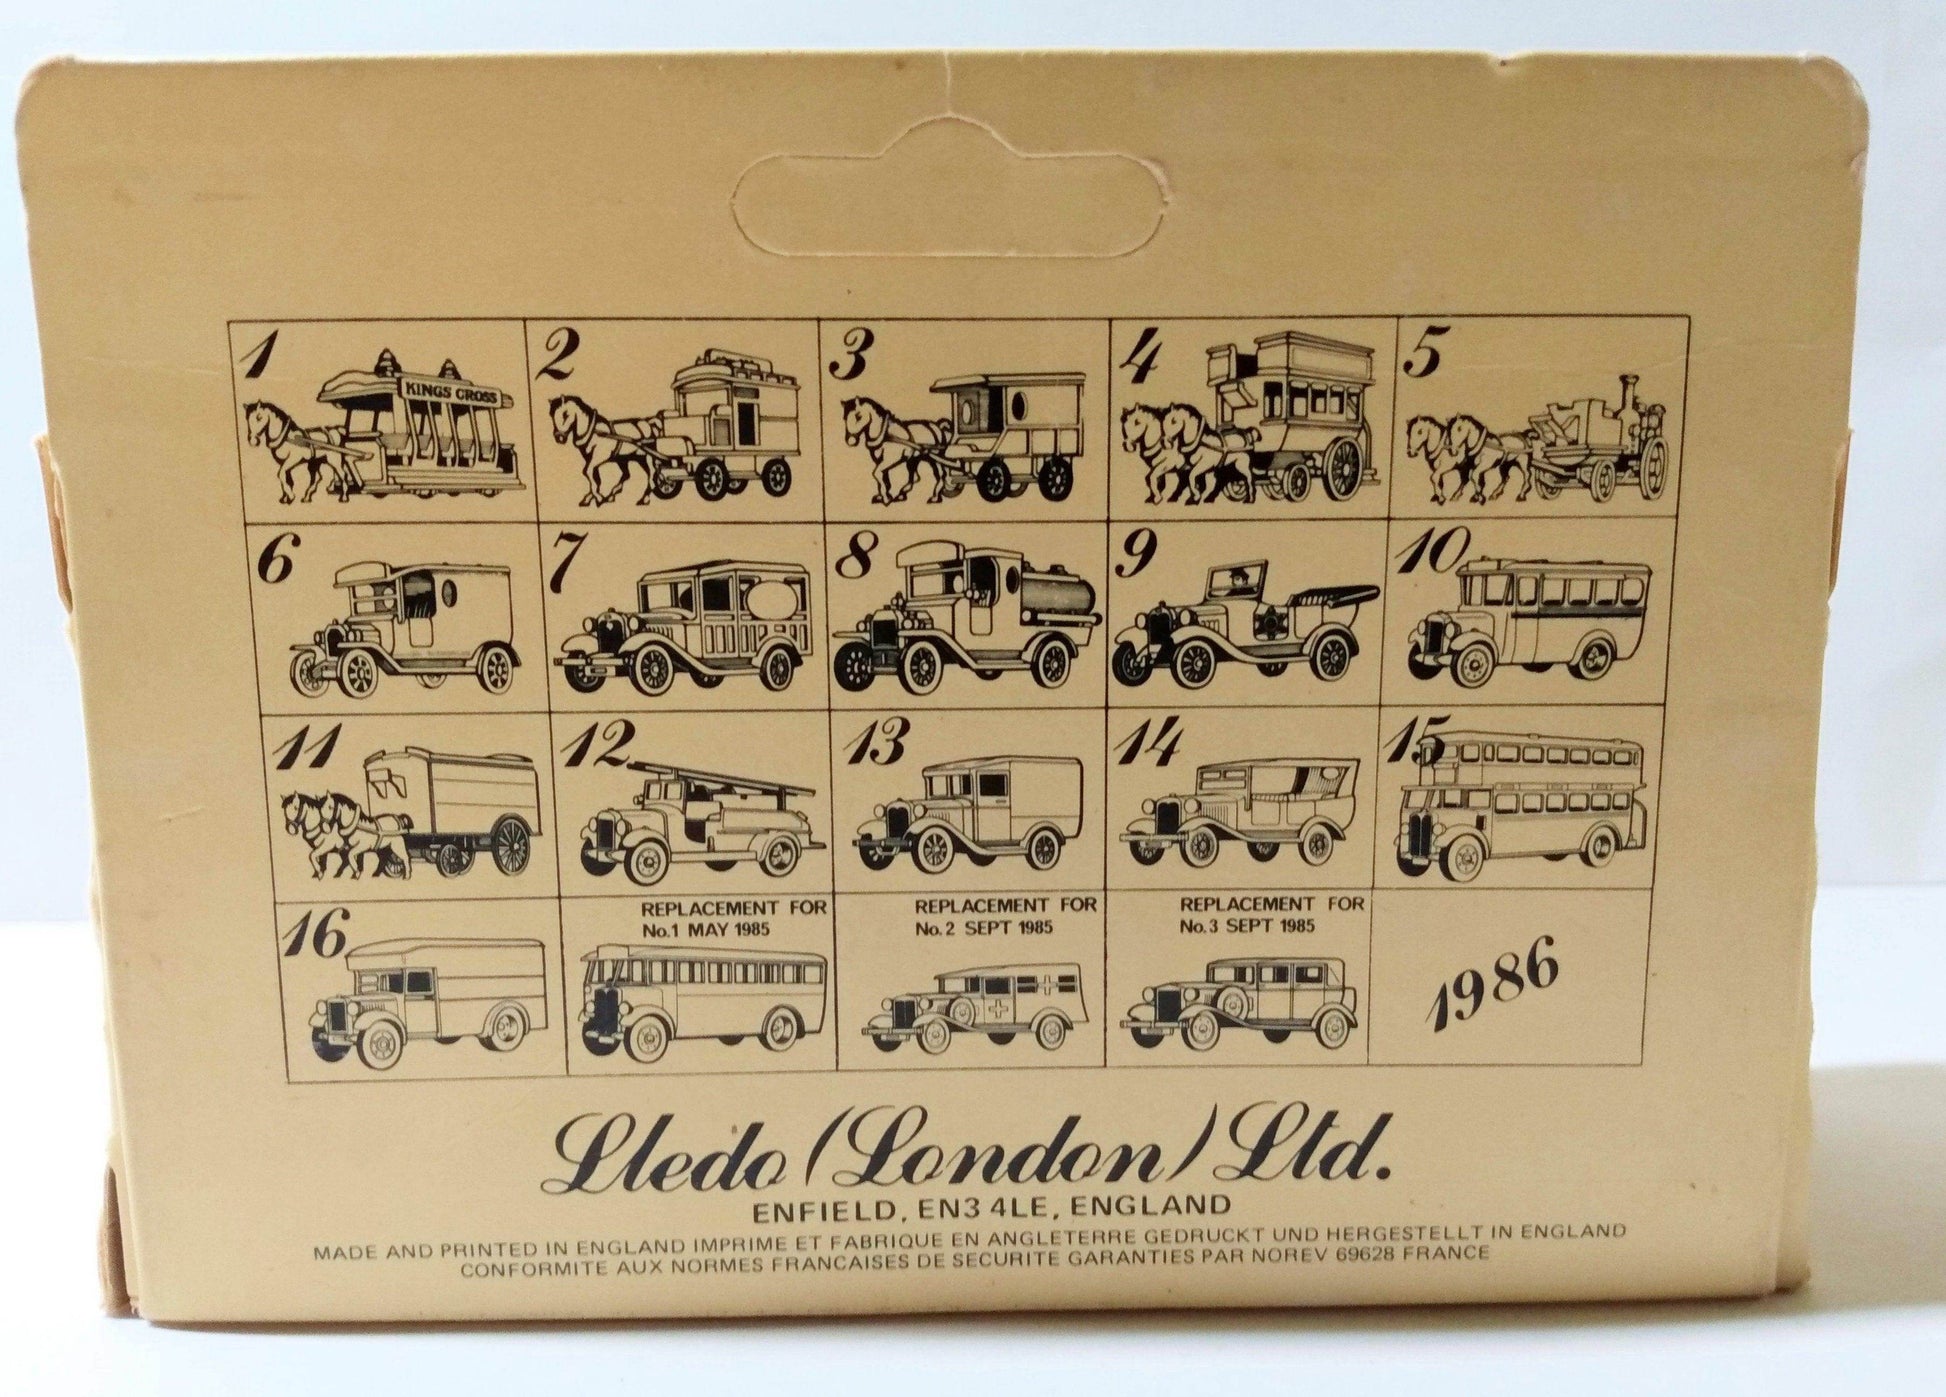 1 2 3 4 5
KINGS CROSS
6 7 8 9 10
11 12 13 14 15
16
REPLACEMENT FOR
No.1 MAY 1985
REPLACEMENT FOR
No.2 SEPT 1985
REPLACEMENT FOR
No.3 SEPT 1985
1986
Lledo (London) Ltd.
ENFIELD, EN3 4LE, ENGLAND
MADE AND PRINTED IN ENGLAND IMPRIME ET FABRIQUE EN ANGLETERRE GEDRUCKT UND HERGESTELLT IN ENGLAND
CONFORMITE AUX NORMES FRANCAISES DE SECURITE GARANTIES PAR NOREV 69628 FRANCE